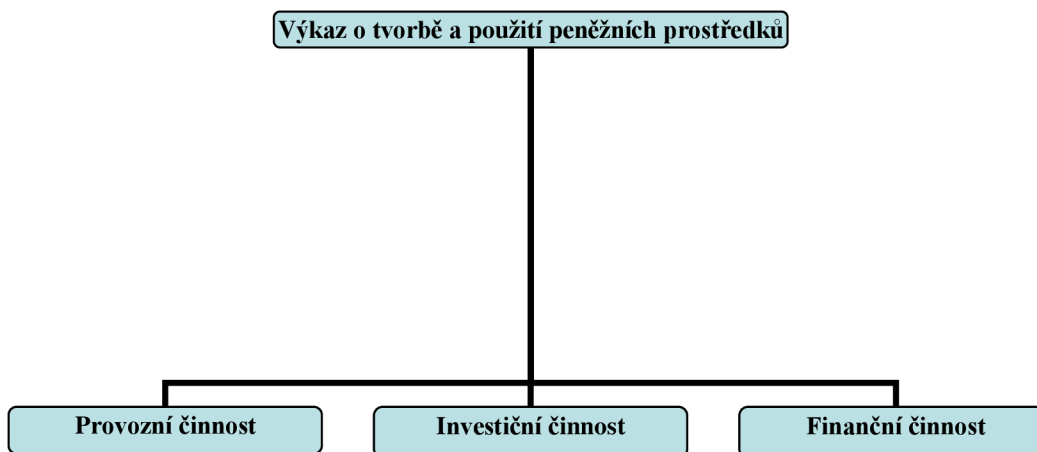 Výkaz o tvorbě a použití peněžních prostředků
Provozní činnost
Investiční činnost
Finanční činnost